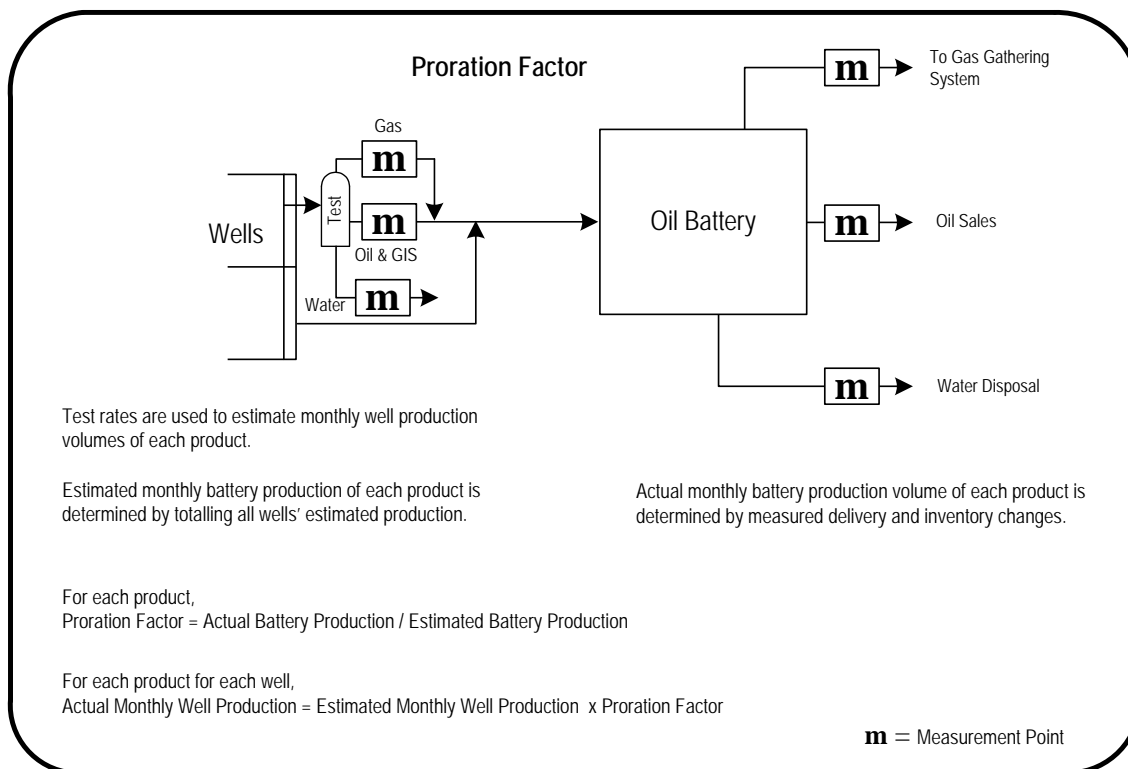 Proration Factor
m
To Gas Gathering
System
Gas
m
Test
Wells
m
Oil & GIS
Water
m
Oil Battery
m
Oil Sales
m
Water Disposal
Test rates are used to estimate monthly well production
volumes of each product.
Estimated monthly battery production of each product is
determined by totalling all wells' estimated production.
Actual monthly battery production volume of each product is
determined by measured delivery and inventory changes.
For each product,
Proration Factor = Actual Battery Production / Estimated Battery Production
For each product for each well,
Actual Monthly Well Production = Estimated Monthly Well Production x Proration Factor
m = Measurement Point